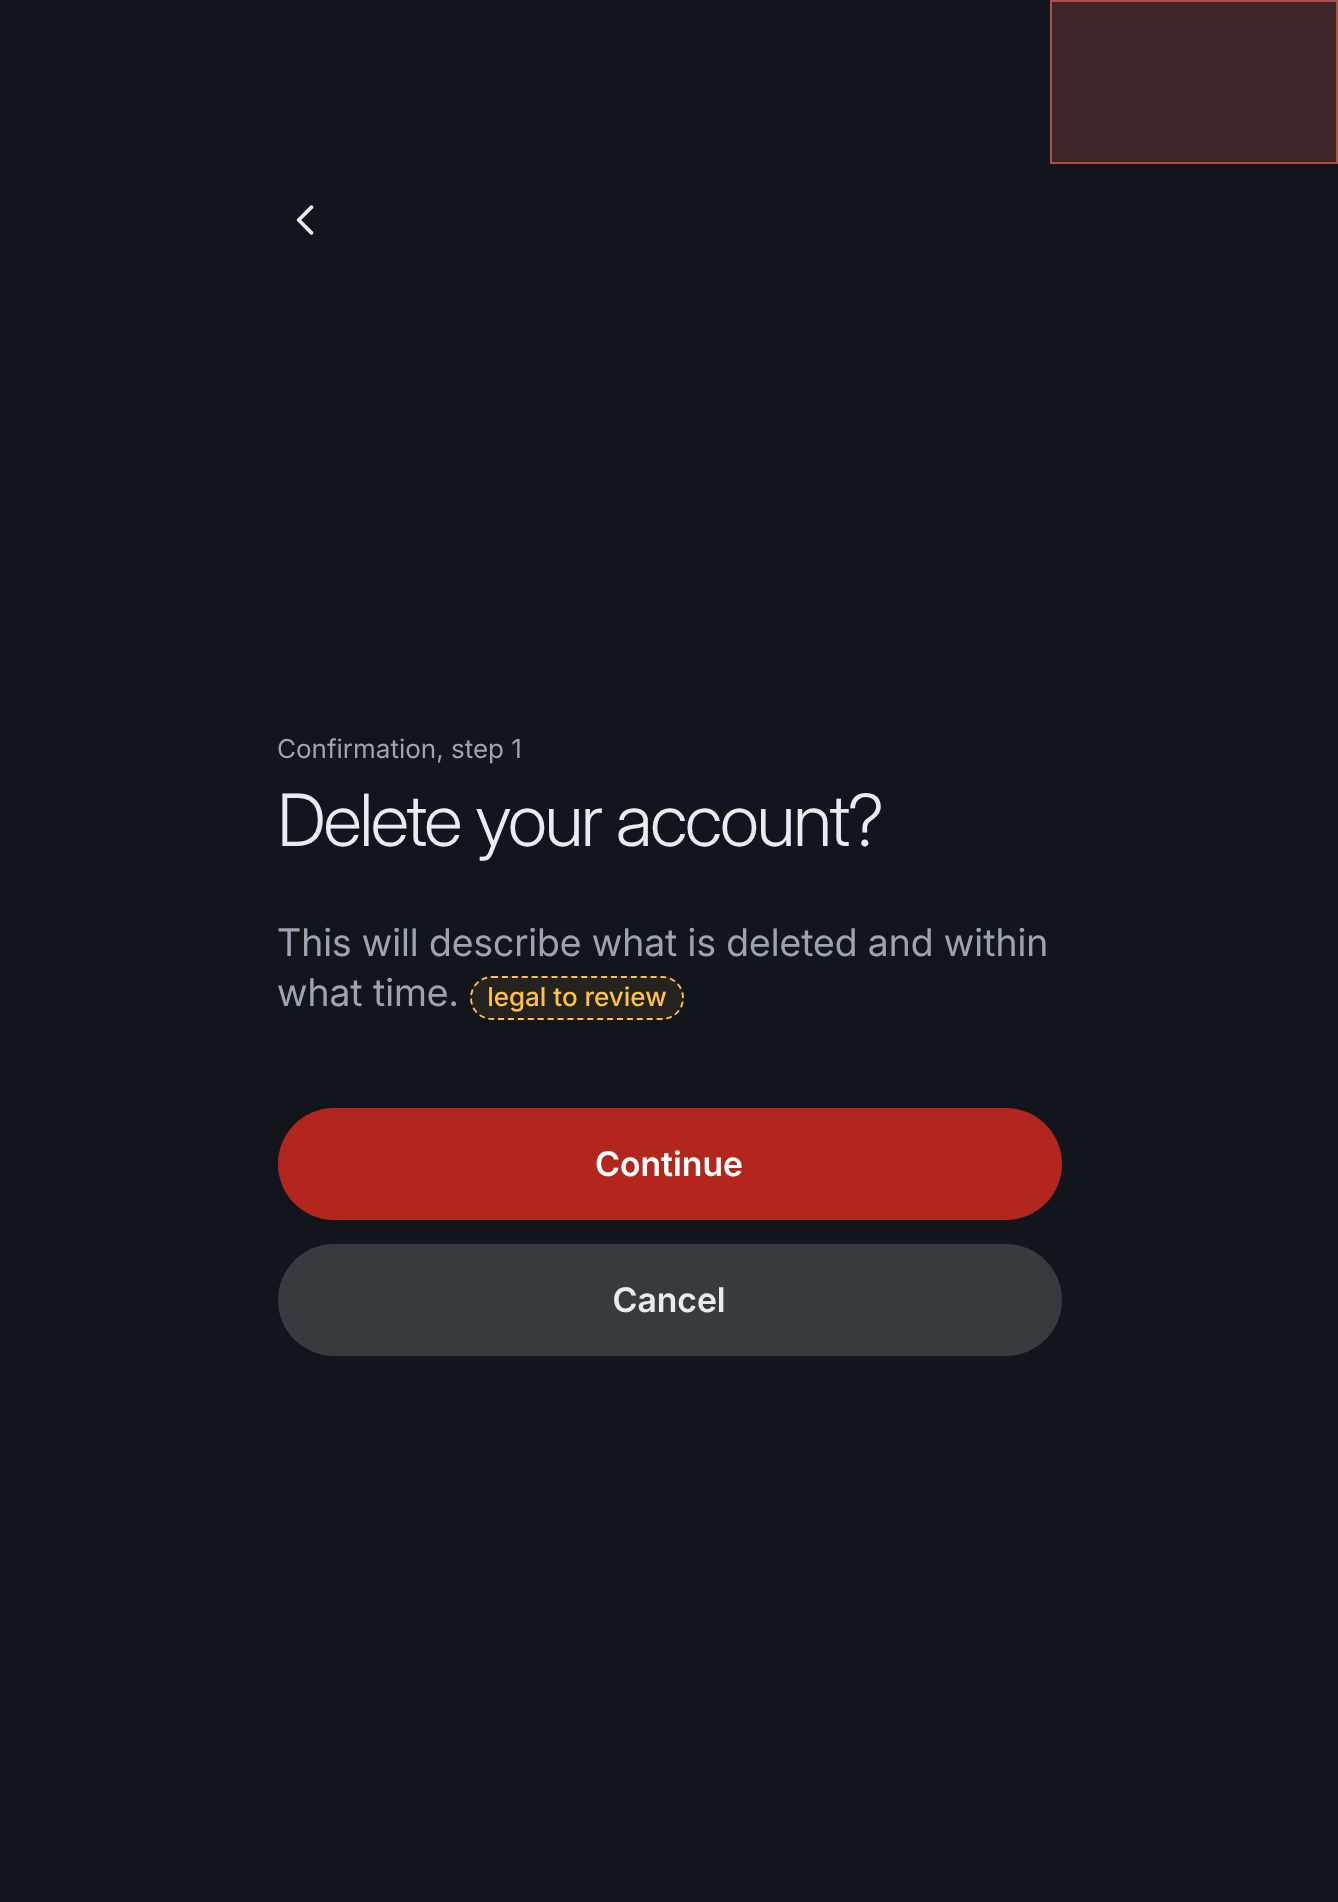 Confirmation, step 1
Delete your account?
This will describe what is deleted and within
what time. legal to review
Continue
Cancel